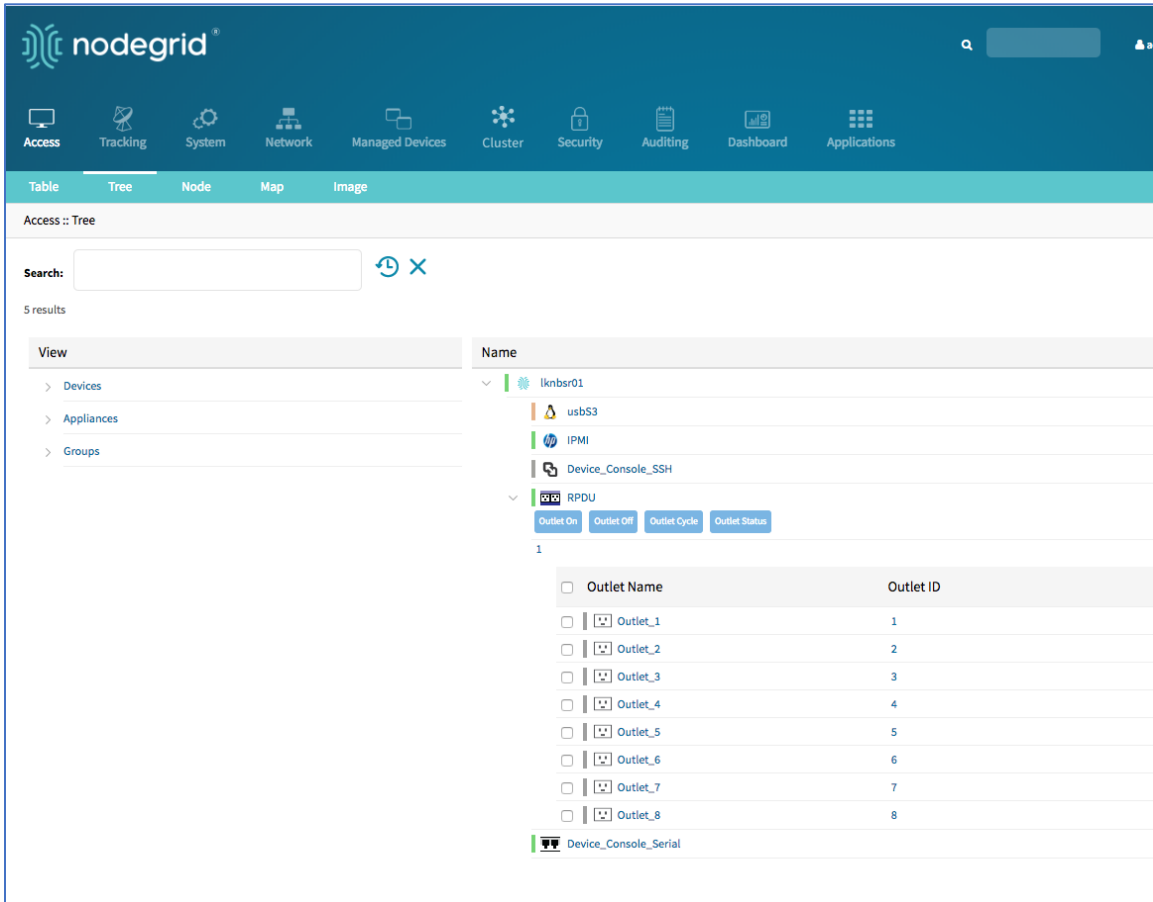 nodegrid®
a
Access Tracking System Network Managed Devices Cluster Security Auditing Dashboard Applications
Table Tree Node Map Image
Access :: Tree
Search:
5 results
View Name
Devices lknbsr01
Appliances usbS3
Groups IPMI
Device_Console_SSH
RPDU
Outlet On Outlet Off Outlet Cycle Outlet Status
1
Outlet Name Outlet ID
Outlet_1 1
Outlet_2 2
Outlet_3 3
Outlet_4 4
Outlet_5 5
Outlet_6 6
Outlet_7 7
Outlet_8 8
Device_Console_Serial